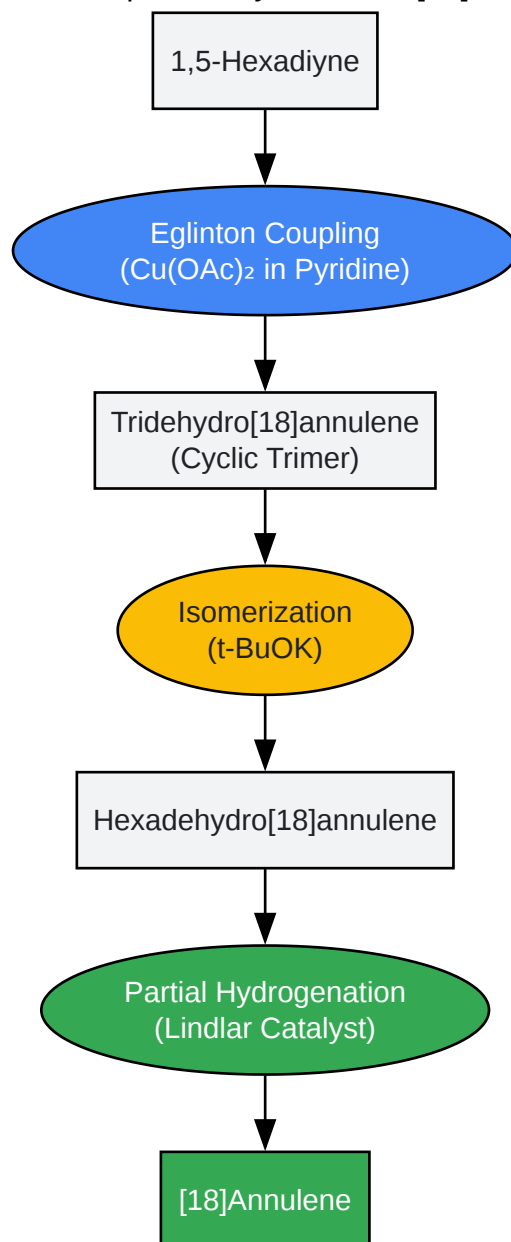 1,5-Hexadiyne
Eglinton Coupling
(Cu(OAc)₂ in Pyridine)
Tridehydro[18]annulene
(Cyclic Trimer)
Isomerization
(t-BuOK)
Hexadehydro[18]annulene
Partial Hydrogenation
(Lindlar Catalyst)
[18]Annulene